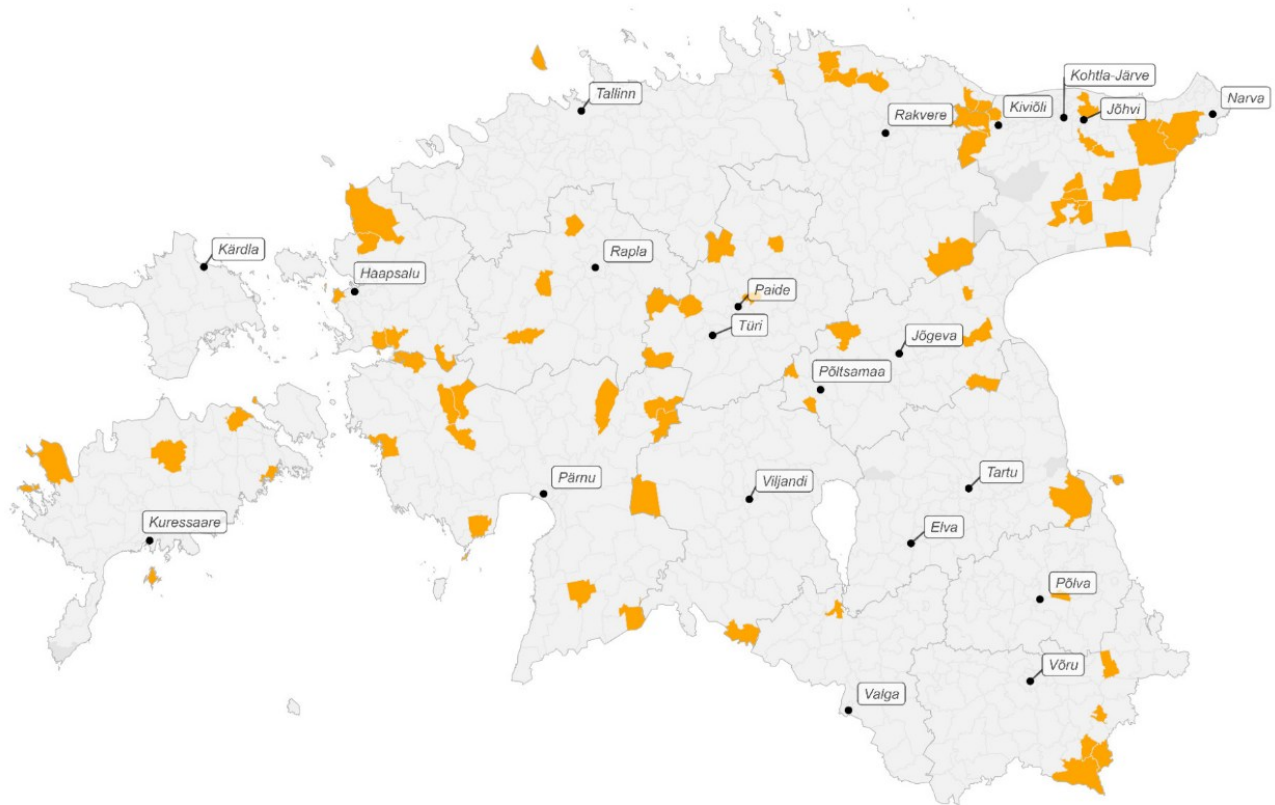 Tallinn
Kohtla-Järve
Rakvere
Kiviõli
Jõhvi
Narva
Kärdla
Haapsalu
Rapla
Paide
Türi
Jõgeva
Põltsamaa
Pärnu
Viljandi
Tartu
Kuressaare
Elva
Põlva
Võru
Valga